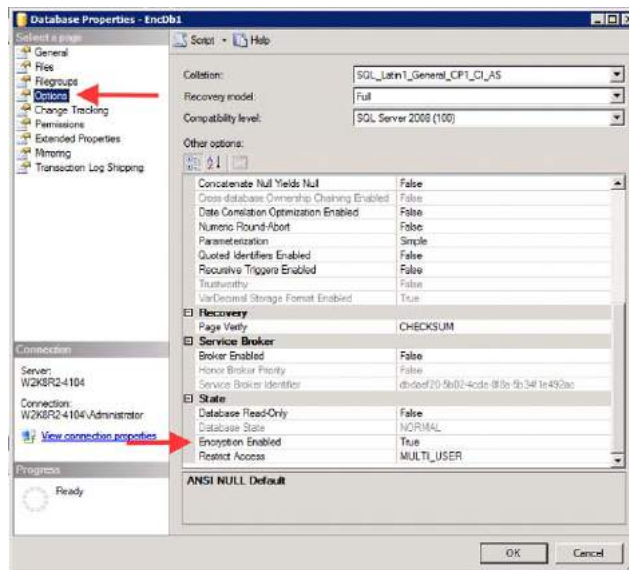 Database Properties - EncDb1
Select a page
General
Files
Filegroups
Options
Change Tracking
Permissions
Extended Properties
Mirroring
Transaction Log Shipping
Connection
Server:
W2K8R2-4104
Connection:
W2K8R2-4104\Administrator
View connection properties
Progress
Ready
Script
Help
Collation: SQL_Latin1_General_CP1_CI_AS
Recovery model: Full
Compatibility level: SQL Server 2008 (100)
Other options:
Concatenate Null Yields Null False
Cross-database Ownership Chaining Enabled False
Date Correlation Optimization Enabled False
Numeric Round-Abort False
Parameterization Simple
Quoted Identifiers Enabled False
Recursive Triggers Enabled False
Trustworthy False
VarDecimal Storage Format Enabled True
Recovery
Page Verify CHECKSUM
Service Broker
Broker Enabled False
Honor Broker Priority False
Service Broker Identifier
State
Database Read-Only False
Database State NORMAL
Encryption Enabled True
Restrict Access MULTI_USER
ANSI NULL Default
OK Cancel